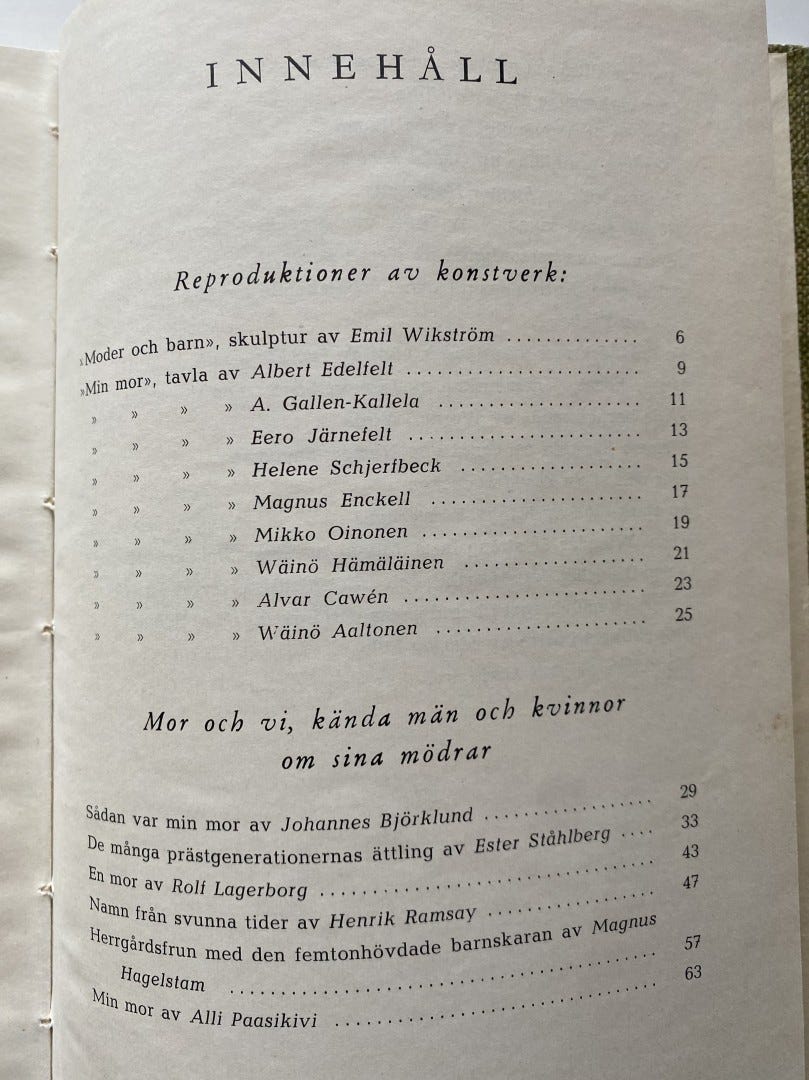 INNEHÅLL
Reproduktioner av konstverk:
»Moder och barn», skulptur av Emil Wikström .............. 6
»Min mor», tavla av Albert Edelfelt ........................ 9
» » » » A. Gallen-Kallela ..................... 11
» » » » Eero Järnefelt ........................ 13
» » » » Helene Schjerfbeck ................... 15
» » » » Magnus Enckell ...................... 17
» » » » Mikko Oinonen ....................... 19
» » » » Wäinö Hämäläinen ................... 21
» » » » Alvar Cawén ......................... 23
» » » » Wäinö Aaltonen ...................... 25
Mor och vi, kända män och kvinnor
om sina mödrar
Sådan var min mor av Johannes Björklund .................. 29
De många prästgenerationernas ättling av Ester Ståhlberg .... 33
En mor av Rolf Lagerborg ................................... 43
Namn från svunna tider av Henrik Ramsay .................. 47
Herrgårdsfrun med den femtonhövdade barnskaran av Magnus
Hagelstam ............................................. 57
Min mor av Alli Paasikivi .................................. 63